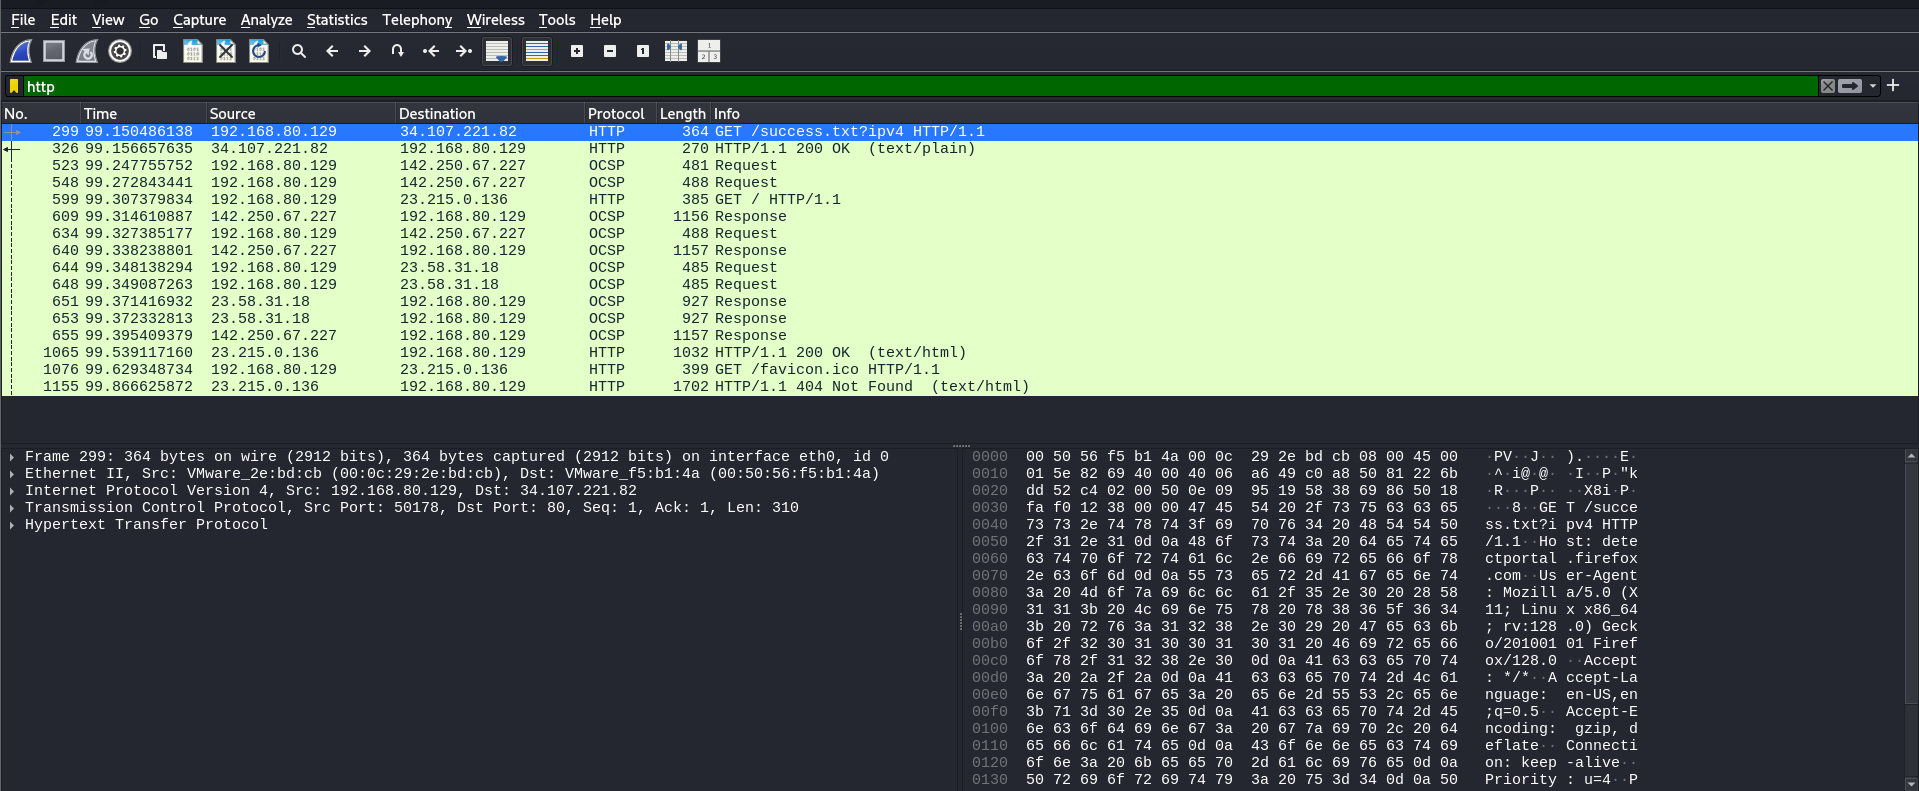 File Edit View Go Capture Analyze Statistics Telephony Wireless Tools Help
http
No. Time Source Destination Protocol Length Info
299 99.150486138 192.168.80.129 34.107.221.82 HTTP 364 GET /success.txt?ipv4 HTTP/1.1
326 99.156657635 34.107.221.82 192.168.80.129 HTTP 270 HTTP/1.1 200 OK (text/plain)
523 99.247755752 192.168.80.129 142.250.67.227 OCSP 481 Request
548 99.272843441 192.168.80.129 142.250.67.227 OCSP 488 Request
599 99.307379834 192.168.80.129 23.215.0.136 HTTP 385 GET / HTTP/1.1
609 99.314610887 142.250.67.227 192.168.80.129 OCSP 1156 Response
634 99.327385177 192.168.80.129 142.250.67.227 OCSP 488 Request
640 99.338238801 142.250.67.227 192.168.80.129 OCSP 1157 Response
644 99.348138294 192.168.80.129 23.58.31.18 OCSP 485 Request
648 99.349087263 192.168.80.129 23.58.31.18 OCSP 485 Request
651 99.371416932 23.58.31.18 192.168.80.129 OCSP 927 Response
653 99.372332813 23.58.31.18 192.168.80.129 OCSP 927 Response
655 99.395409379 142.250.67.227 192.168.80.129 OCSP 1157 Response
1065 99.539117160 23.215.0.136 192.168.80.129 HTTP 1032 HTTP/1.1 200 OK (text/html)
1076 99.629348734 192.168.80.129 23.215.0.136 HTTP 399 GET /favicon.ico HTTP/1.1
1155 99.866625872 23.215.0.136 192.168.80.129 HTTP 1702 HTTP/1.1 404 Not Found (text/html)
Frame 299: 364 bytes on wire (2912 bits), 364 bytes captured (2912 bits) on interface eth0, id 0
Ethernet II, Src: VMware_2e:bd:cb (00:0c:29:2e:bd:cb), Dst: VMware_f5:b1:4a (00:50:56:f5:b1:4a)
Internet Protocol Version 4, Src: 192.168.80.129, Dst: 34.107.221.82
Transmission Control Protocol, Src Port: 50178, Dst Port: 80, Seq: 1, Ack: 1, Len: 310
Hypertext Transfer Protocol
0000 00 50 56 f5 b1 4a 00 0c 29 2e bd cb 08 00 45 00 ·PV··J·· ).····E·
0010 01 5e 82 69 40 00 40 06 a6 49 c0 a8 50 81 22 6b ·^·i@·@· ·I··P·"k
0020 dd 52 c4 02 00 50 0e 09 95 19 58 38 69 86 50 18 ·R···P·· ··X8i·P·
0030 fa f0 12 38 00 00 47 45 54 20 2f 73 75 63 63 65 ···8··GE T /succe
0040 73 73 2e 74 78 74 3f 69 70 76 34 20 48 54 54 50 ss.txt?i pv4 HTTP
0050 2f 31 2e 31 0d 0a 48 6f 73 74 3a 20 64 65 74 65 /1.1··Ho st: dete
0060 63 74 70 6f 72 74 61 6c 2e 66 69 72 65 66 6f 78 ctportal .firefox
0070 2e 63 6f 6d 0d 0a 55 73 65 72 2d 41 67 65 6e 74 .com··Us er-Agent
0080 3a 20 4d 6f 7a 69 6c 6c 61 2f 35 2e 30 20 28 58 : Mozill a/5.0 (X
0090 31 31 3b 20 4c 69 6e 75 78 20 78 38 36 5f 36 34 11; Linu x x86_64
00a0 3b 20 72 76 3a 31 32 38 2e 30 29 20 47 65 63 6b ; rv:128 .0) Geck
00b0 6f 2f 32 30 31 30 30 31 30 31 20 46 69 72 65 66 o/201001 01 Firef
00c0 6f 78 2f 31 32 38 2e 30 0d 0a 41 63 63 65 70 74 ox/128.0 ··Accept
00d0 3a 20 2a 2f 2a 0d 0a 41 63 63 65 70 74 2d 4c 61 : */*··A ccept-La
00e0 6e 67 75 61 67 65 3a 20 65 6e 2d 55 53 2c 65 6e nguage: en-US,en
00f0 3b 71 3d 30 2e 35 0d 0a 41 63 63 65 70 74 2d 45 ;q=0.5·· Accept-E
0100 6e 63 6f 64 69 6e 67 3a 20 67 7a 69 70 2c 20 64 ncoding: gzip, d
0110 65 66 6c 61 74 65 0d 0a 43 6f 6e 6e 65 63 74 69 eflate·· Connecti
0120 6f 6e 3a 20 6b 65 65 70 2d 61 6c 69 76 65 0d 0a on: keep -alive··
0130 50 72 69 6f 72 69 74 79 3a 20 75 3d 34 0d 0a 50 Priority : u=4··P